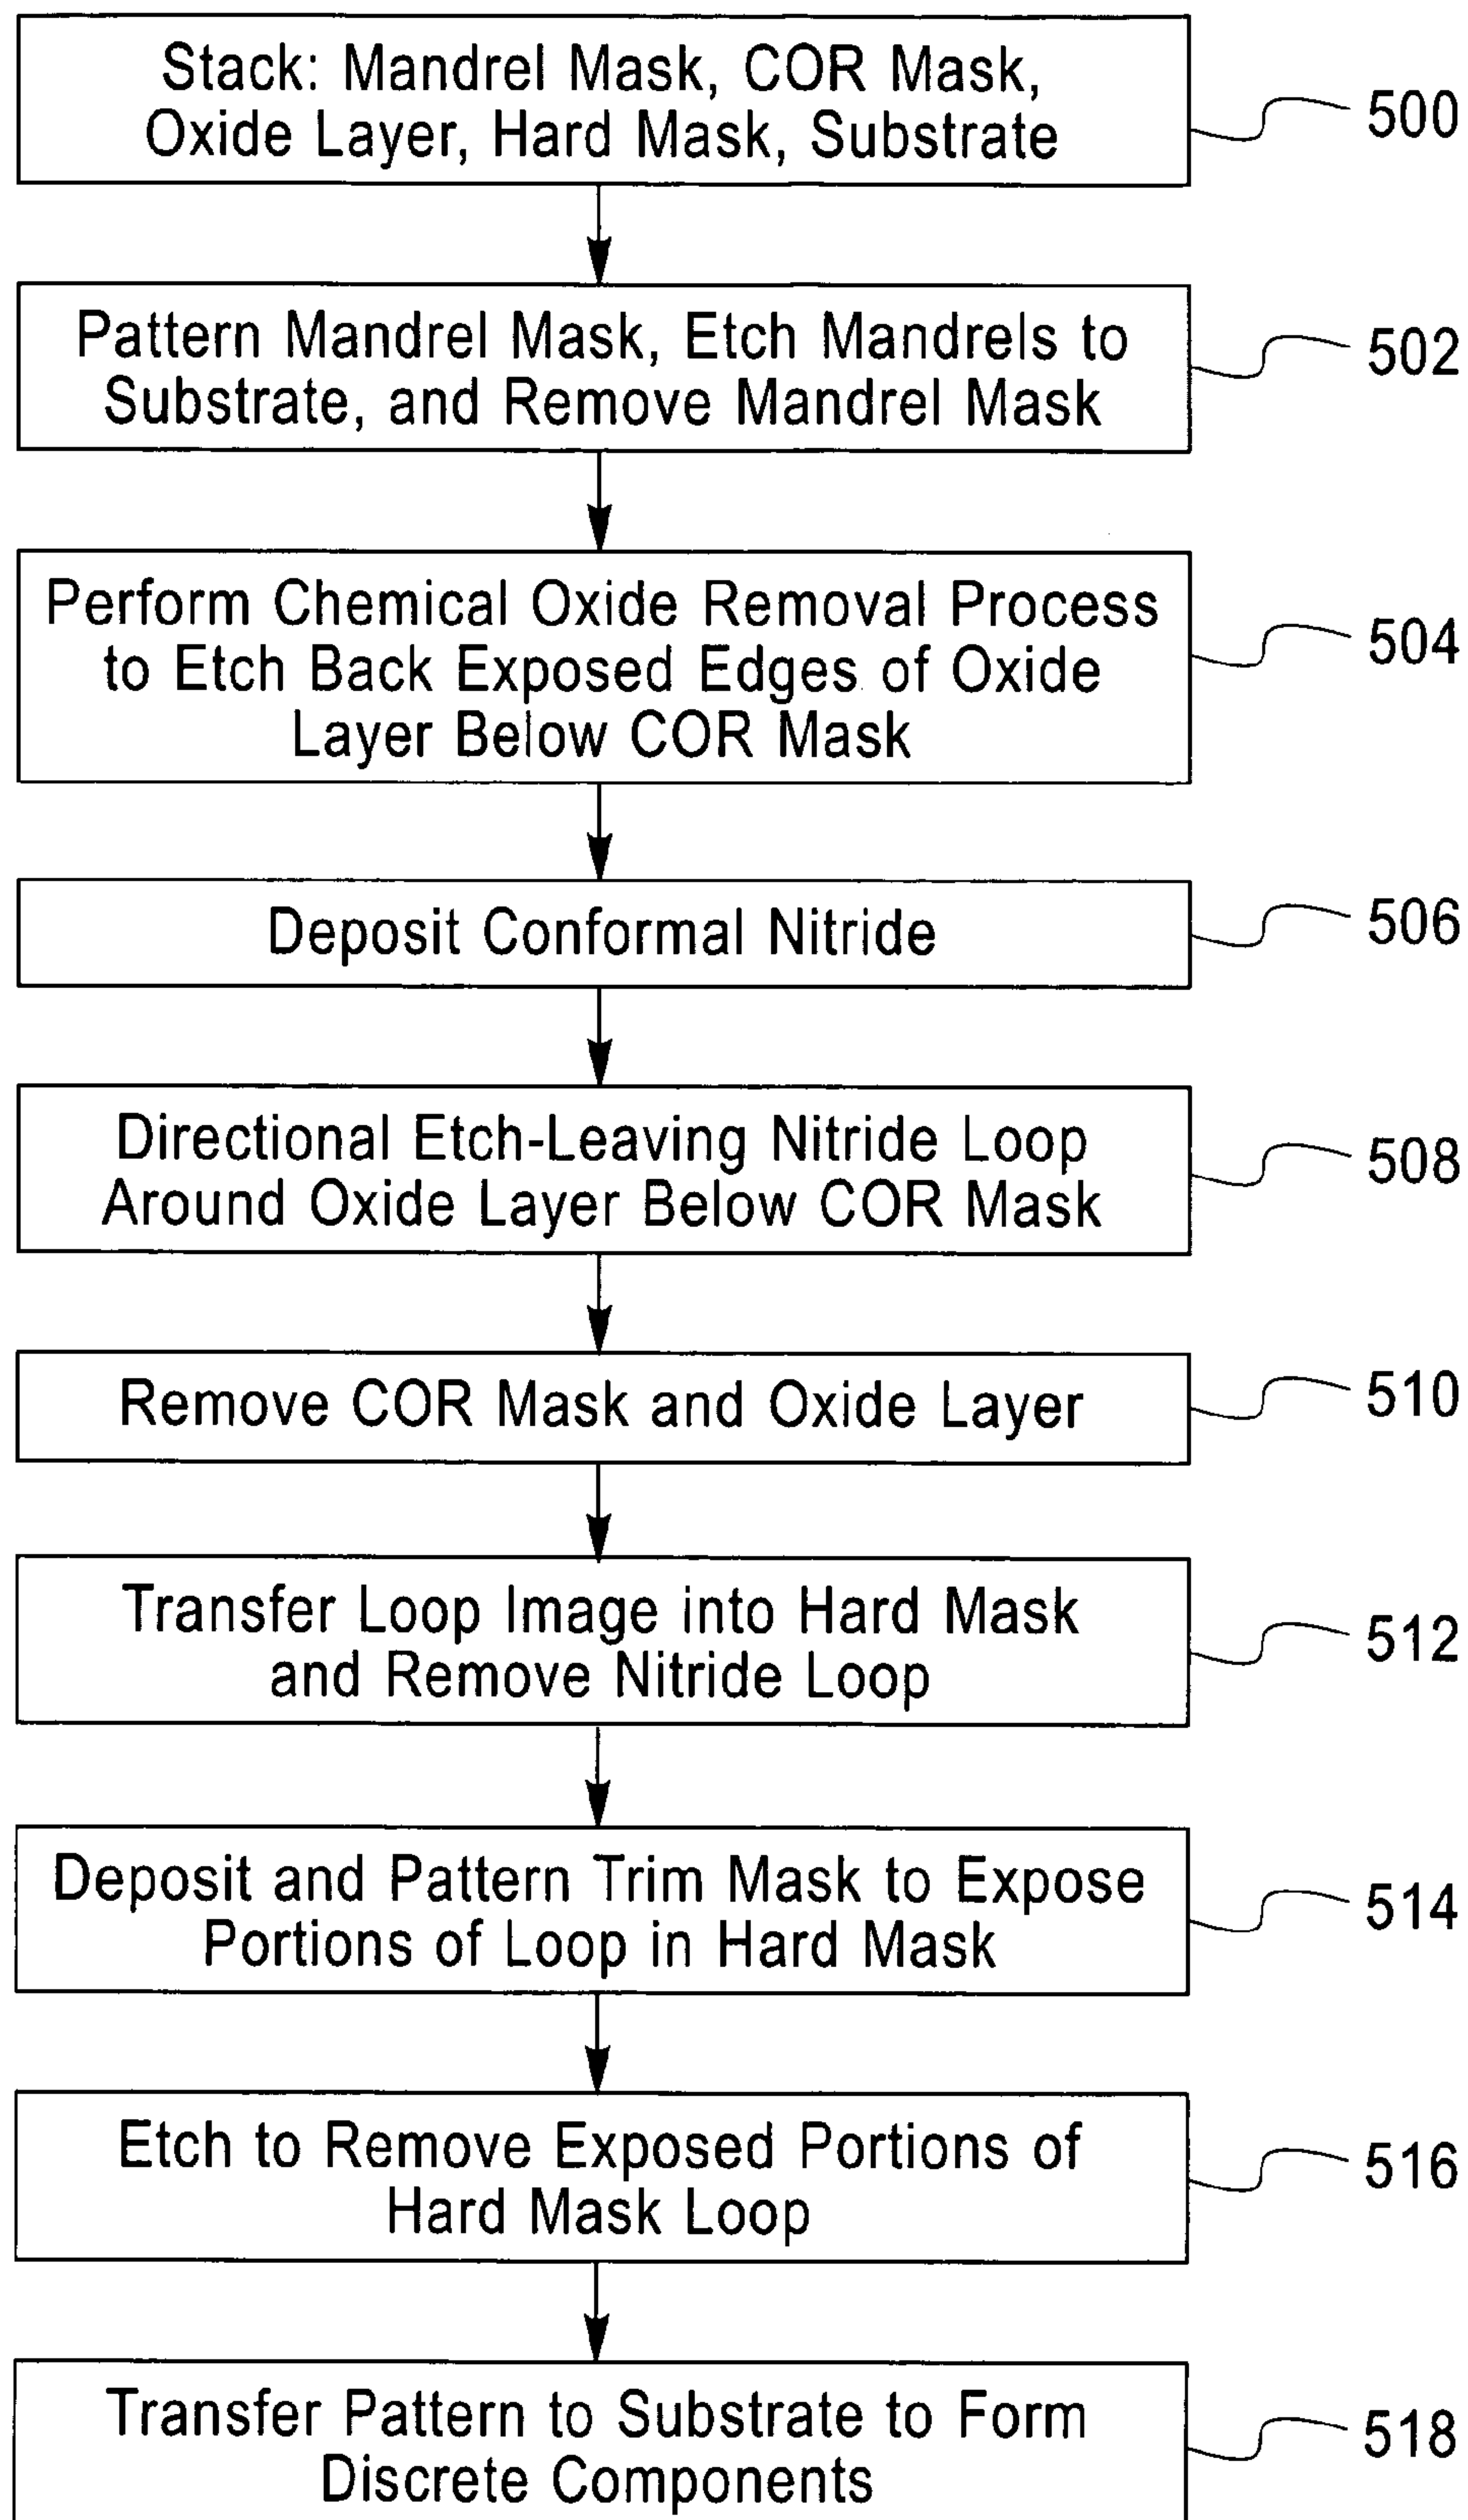 Stack: Mandrel Mask, COR Mask,
Oxide Layer, Hard Mask, Substrate
500
Pattern Mandrel Mask, Etch Mandrels to
Substrate, and Remove Mandrel Mask
502
Perform Chemical Oxide Removal Process
to Etch Back Exposed Edges of Oxide
Layer Below COR Mask
504
Deposit Conformal Nitride
506
Directional Etch-Leaving Nitride Loop
Around Oxide Layer Below COR Mask
508
Remove COR Mask and Oxide Layer
510
Transfer Loop Image into Hard Mask
and Remove Nitride Loop
512
Deposit and Pattern Trim Mask to Expose
Portions of Loop in Hard Mask
514
Etch to Remove Exposed Portions of
Hard Mask Loop
516
Transfer Pattern to Substrate to Form
Discrete Components
518